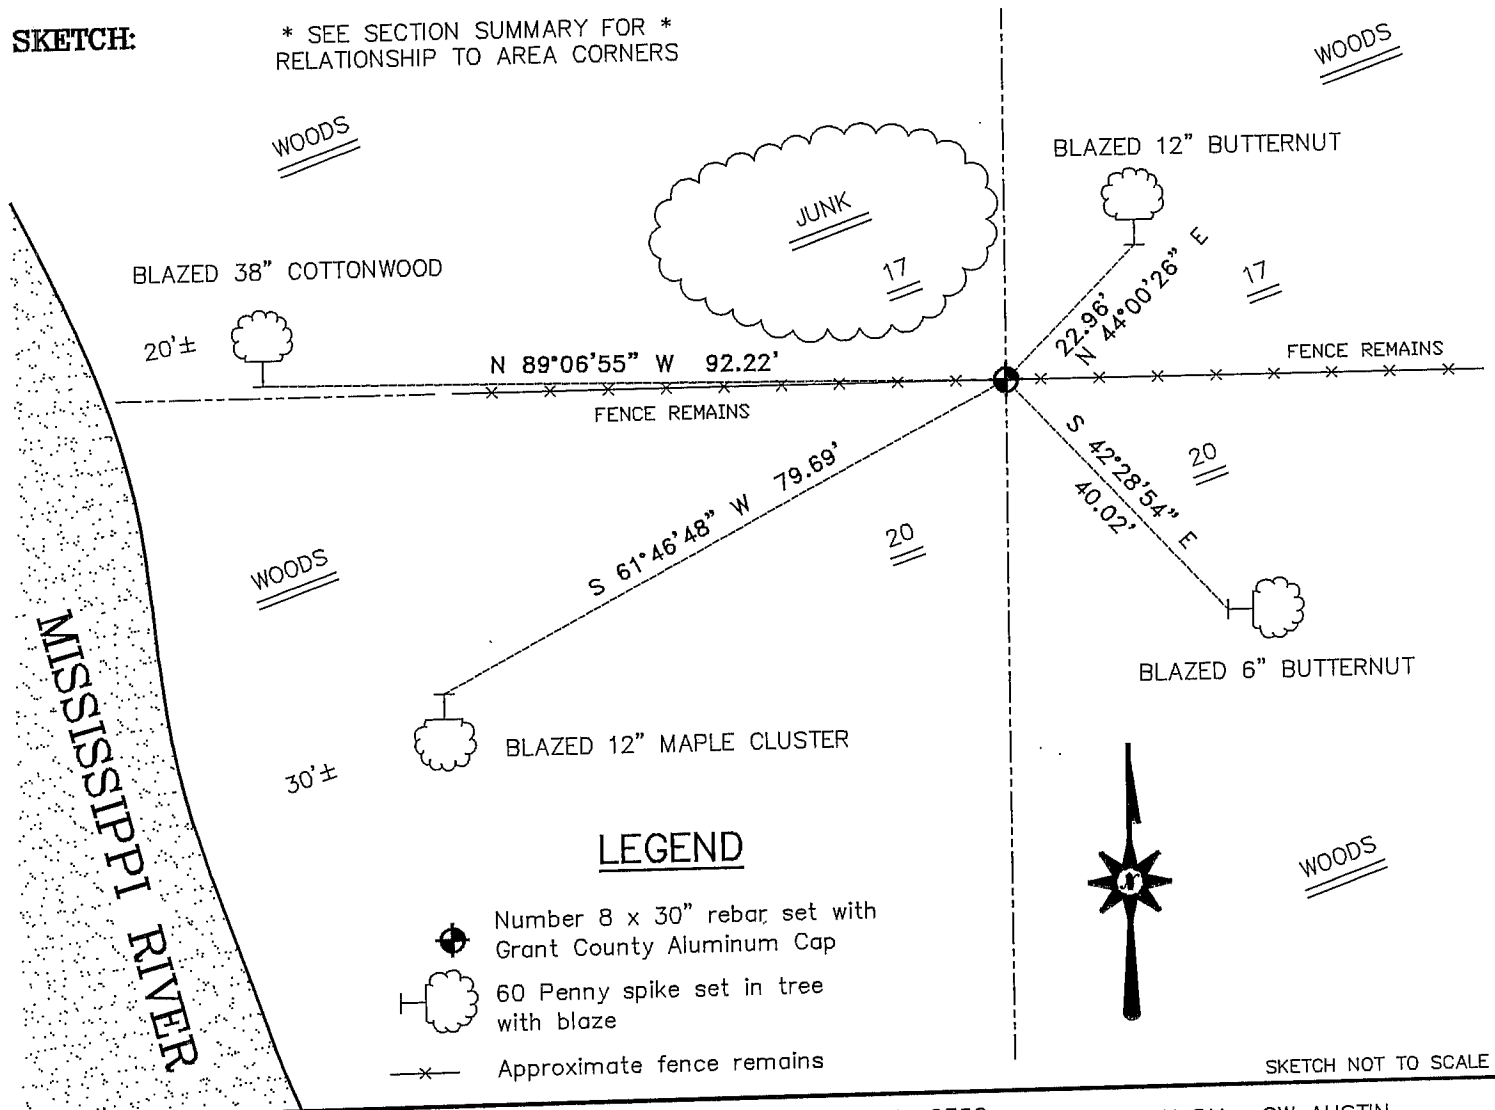 SKETCH:
* SEE SECTION SUMMARY FOR *
RELATIONSHIP TO AREA CORNERS
WOODS
WOODS
BLAZED 12" BUTTERNUT
JUNK
17
17
BLAZED 38" COTTONWOOD
20'±
22.96'
N 44°00'26" E
N 89°06'55" W 92.22'
FENCE REMAINS
FENCE REMAINS
S 61°46'48" W 79.69'
S 42°28'54" E
40.02'
20
20
WOODS
BLAZED 6" BUTTERNUT
MISSISSIPPI RIVER
BLAZED 12" MAPLE CLUSTER
30'±
LEGEND
Number 8 x 30" rebar set with
Grant County Aluminum Cap
60 Penny spike set in tree
with blaze
Approximate fence remains
N
WOODS
SKETCH NOT TO SCALE
AUSTIN